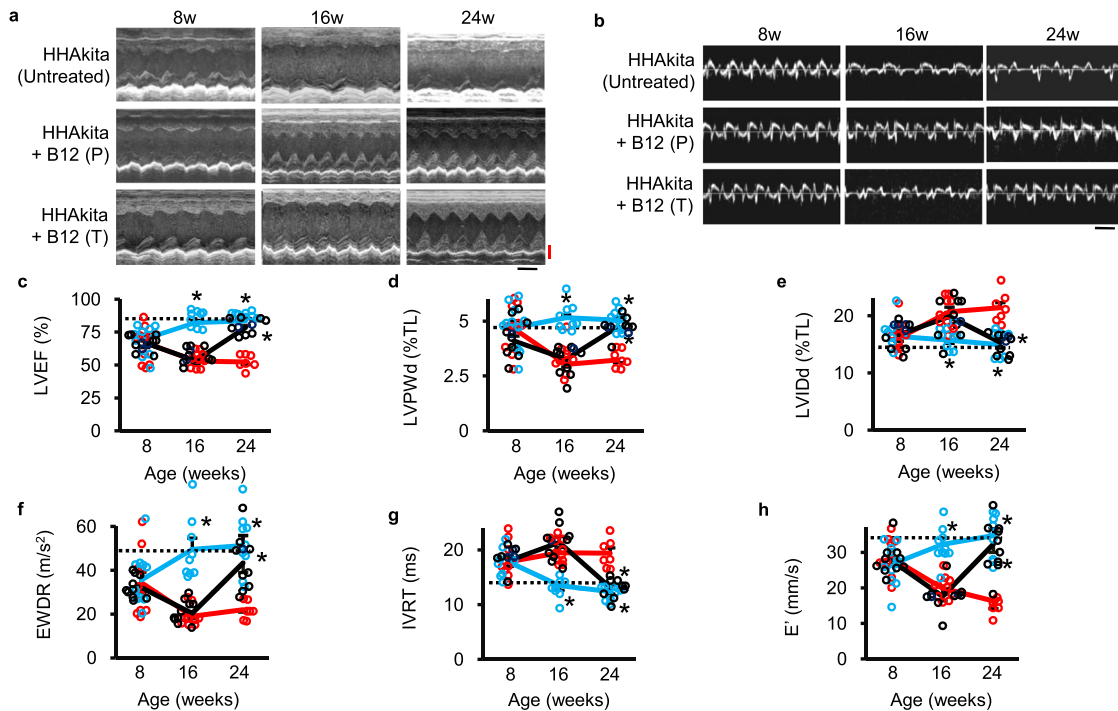 a
8w
16w
24w
HHAkita
(Untreated)
HHAkita
+ B12 (P)
HHAkita
+ B12 (T)
b
8w
16w
24w
HHAkita
(Untreated)
HHAkita
+ B12 (P)
HHAkita
+ B12 (T)
c
LVEF (%)
100
75
50
25
0
*
*
*
8
16
24
Age (weeks)
d
LVPWd (%TL)
5
2.5
0
*
*
*
8
16
24
Age (weeks)
e
LVIDd (%TL)
20
10
0
*
*
*
8
16
24
Age (weeks)
f
EWDR (m/s²)
60
40
20
0
*
*
*
8
16
24
Age (weeks)
g
IVRT (ms)
20
10
0
*
*
*
8
16
24
Age (weeks)
h
E’ (mm/s)
30
20
10
0
*
*
*
8
16
24
Age (weeks)